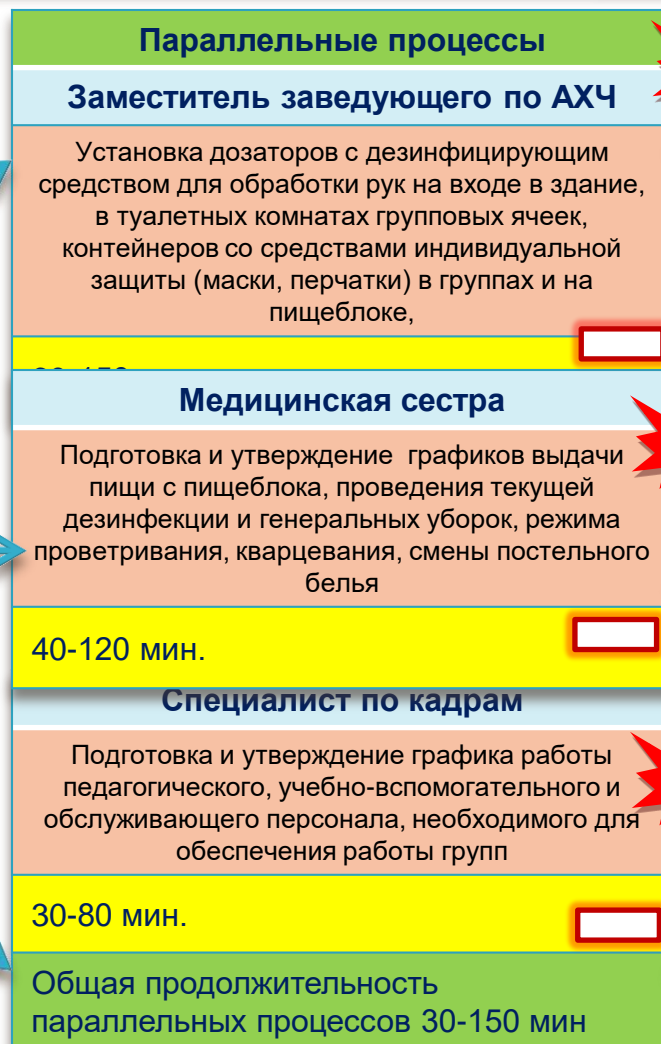 Параллельные процессы
Заместитель заведующего по АХЧ
Установка дозаторов с дезинфицирующим
средством для обработки рук на входе в здание,
в туалетных комнатах групповых ячеек,
контейнеров со средствами индивидуальной
защиты (маски, перчатки) в группах и на
пищеблоке,
Медицинская сестра
Подготовка и утверждение графиков выдачи
пищи с пищеблока, проведения текущей
дезинфекции и генеральных уборок, режима
проветривания, кварцевания, смены постельного
белья
40-120 мин.
Специалист по кадрам
Подготовка и утверждение графика работы
педагогического, учебно-вспомогательного и
обслуживающего персонала, необходимого для
обеспечения работы групп
30-80 мин.
Общая продолжительность
параллельных процессов 30-150 мин